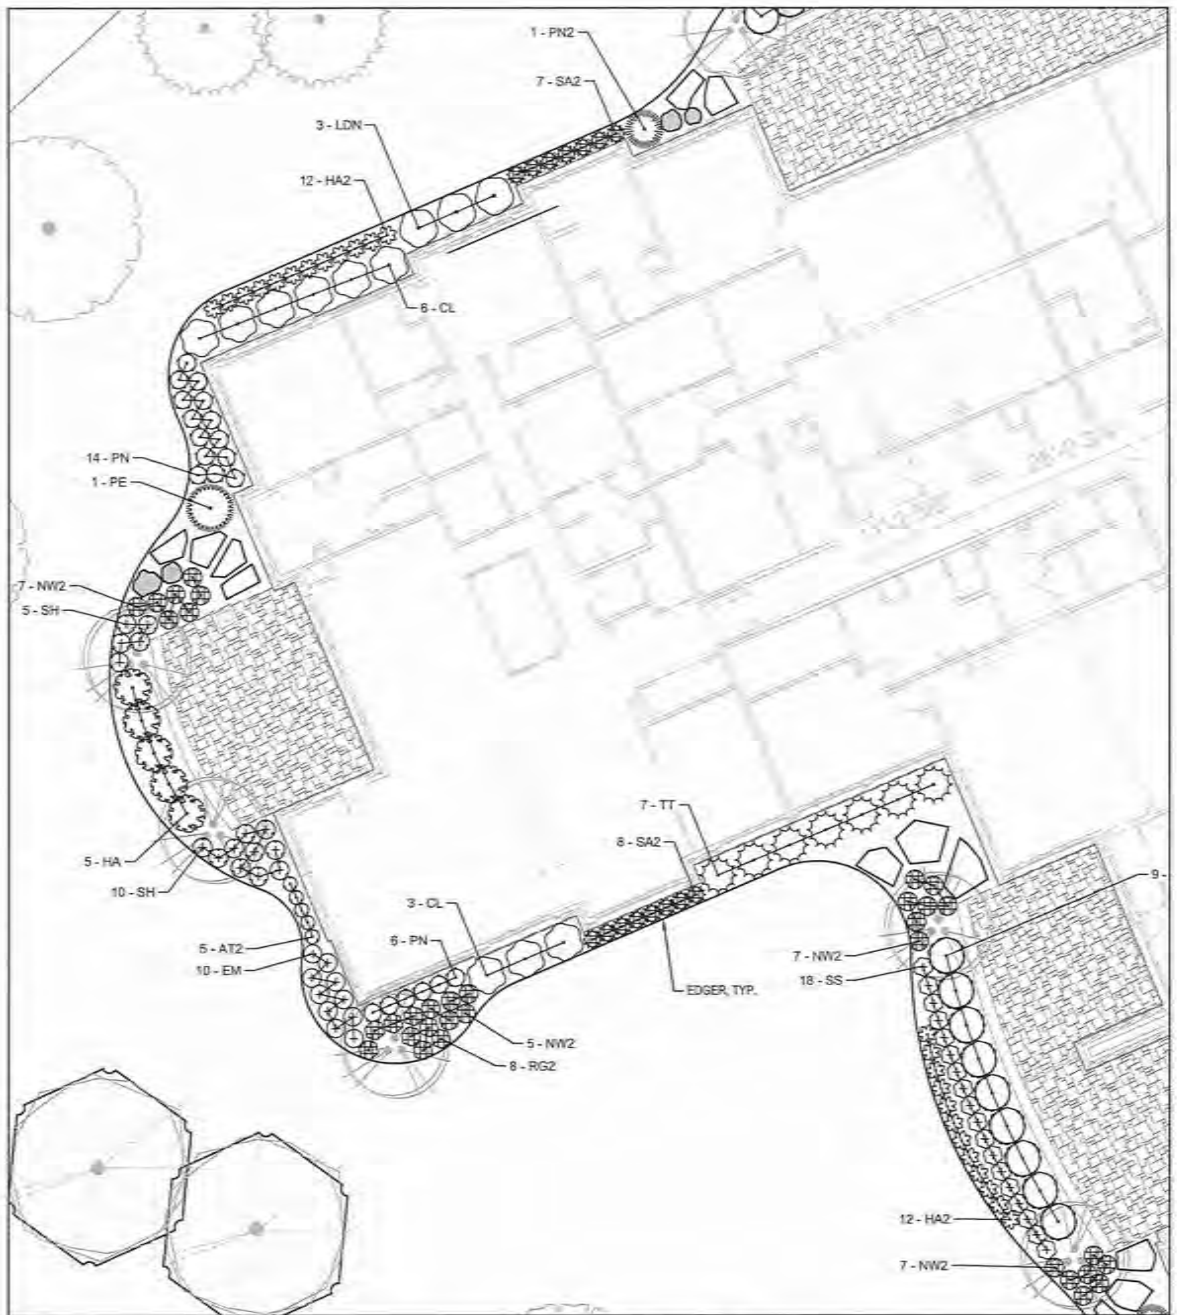 1 - PN2
7 - SA2
3 - LDN
12 - HA2
6 - CL
14 - PN
1 - PE
7 - NW2
5 - SH
7 - TT
8 - SA2
5 - HA
10 - SH
9 -
3 - CL
6 - PN
5 - AT2
10 - EM
7 - NW2
18 - SS
EDGER, TYP.
5 - NW2
8 - RG2
12 - HA2
7 - NW2